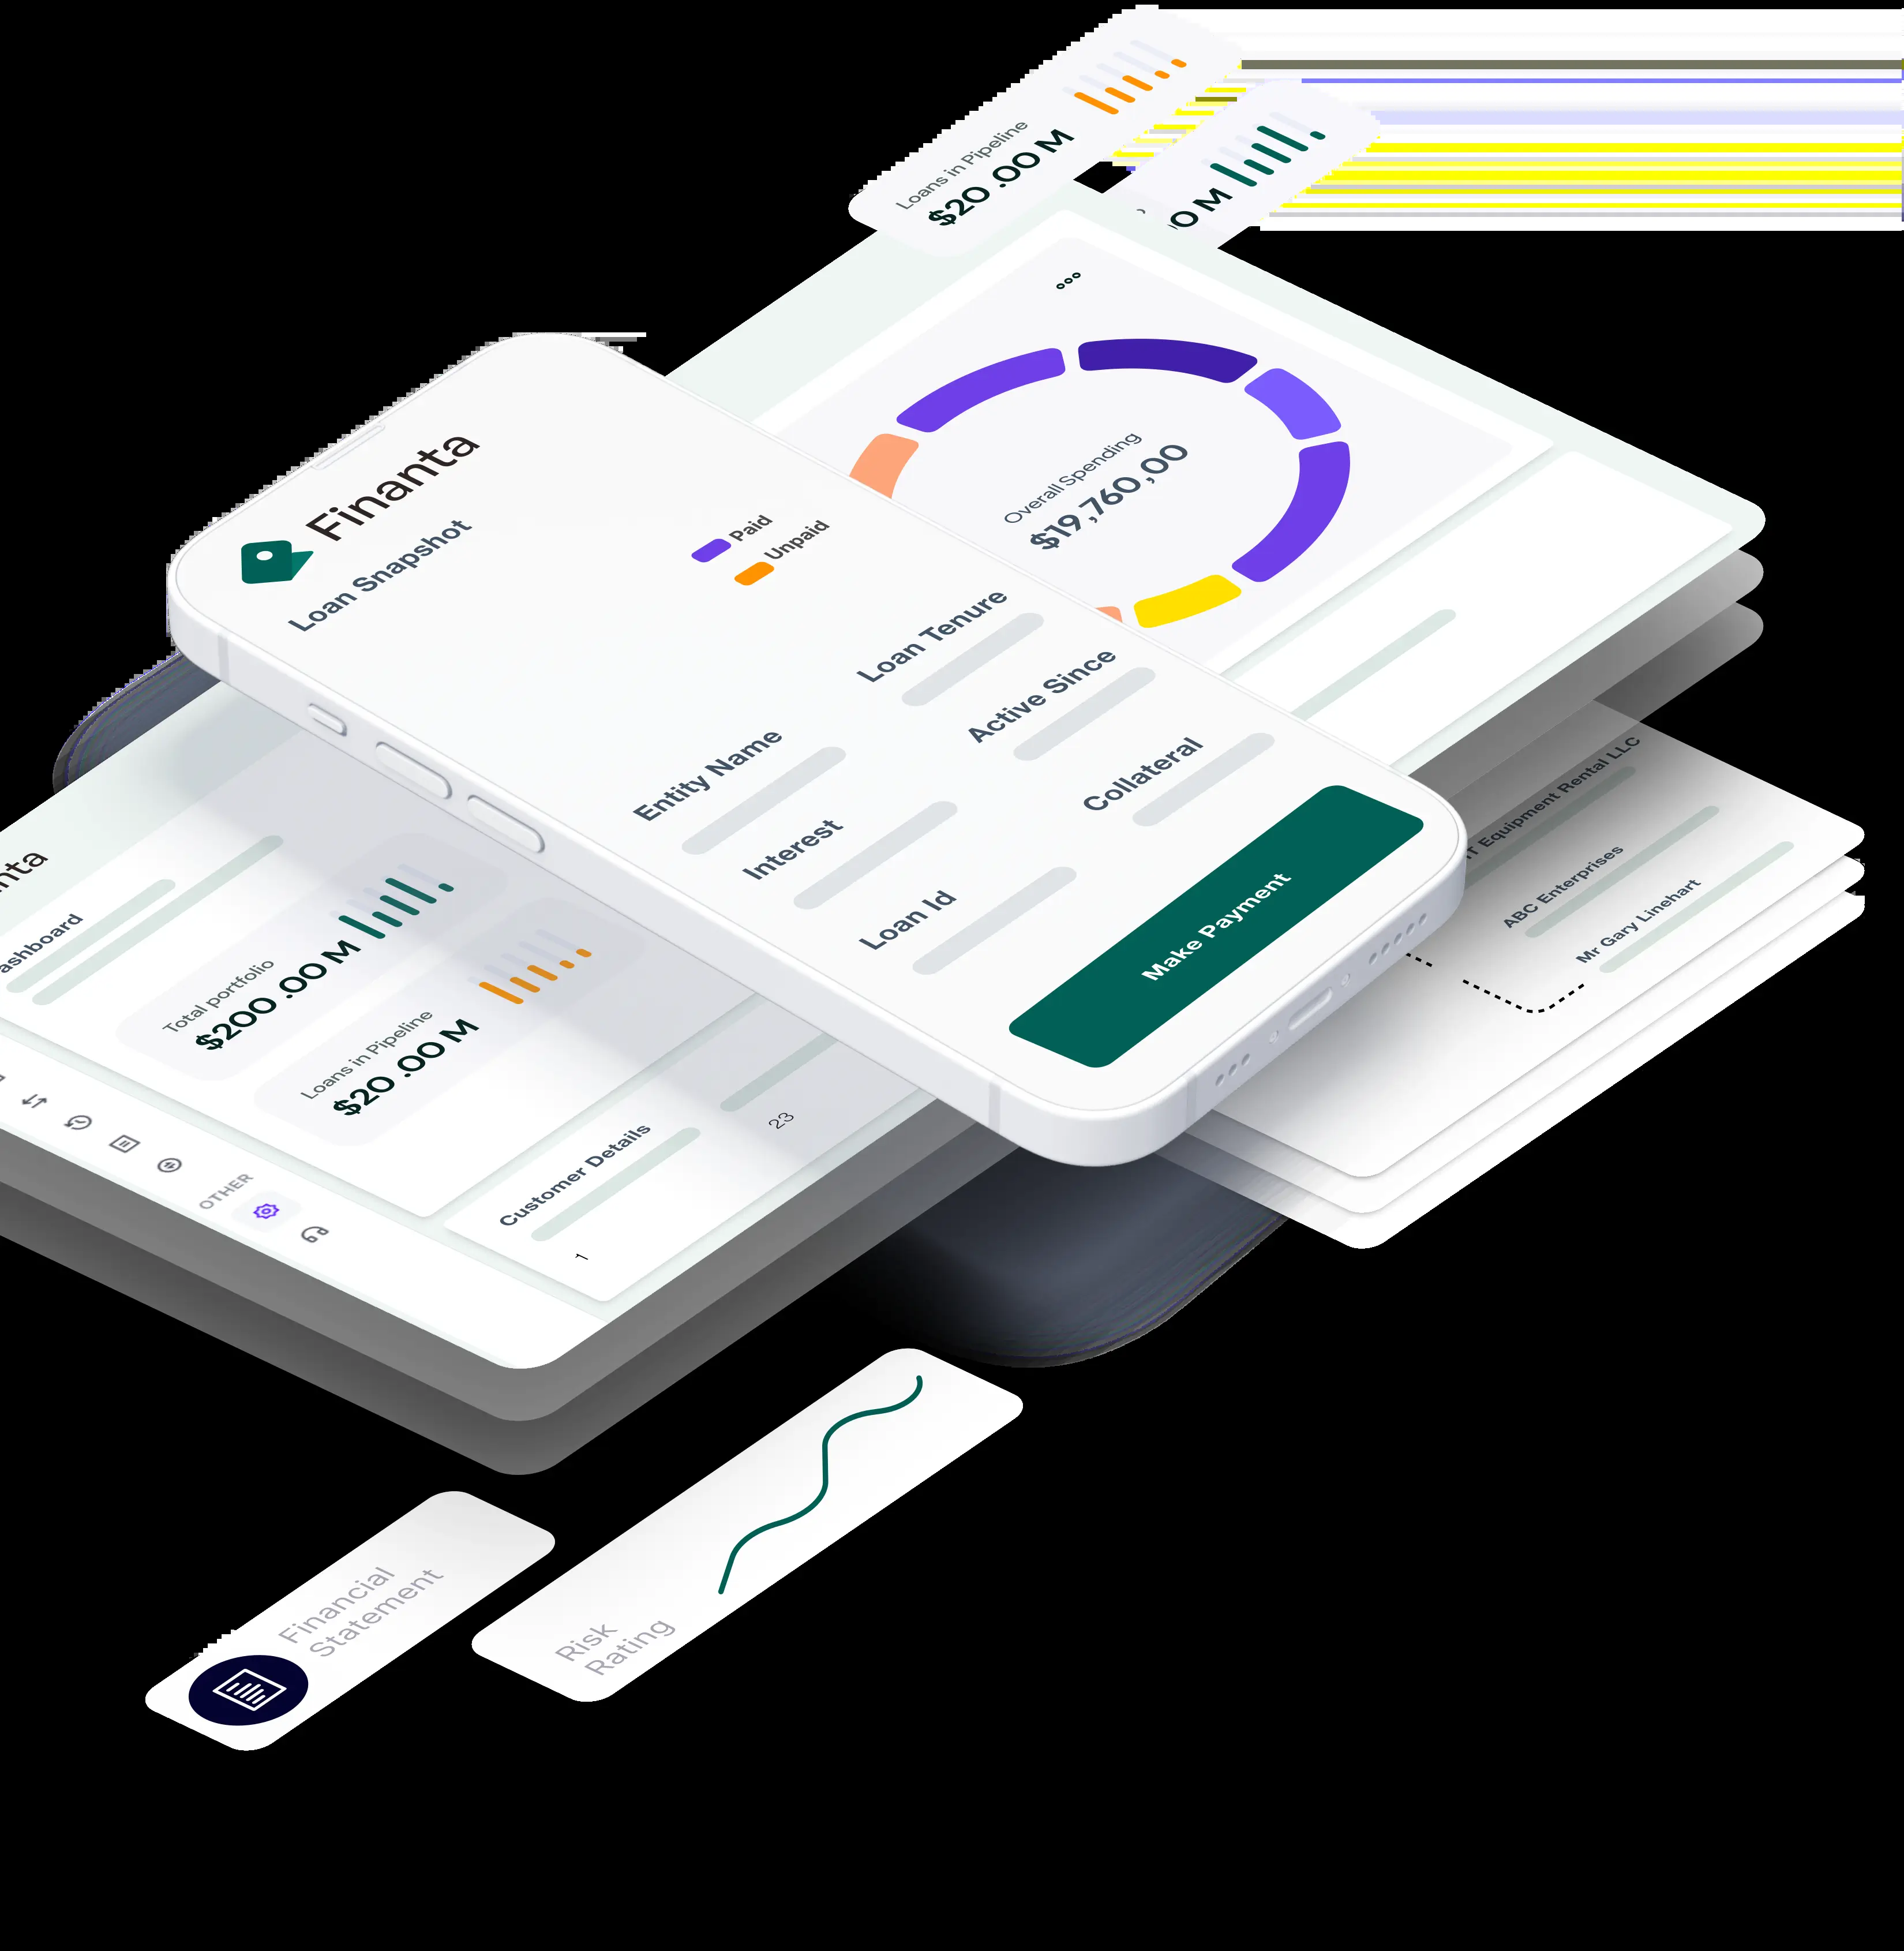 Loans in Pipeline
$20.00 M
0 M
Overall Spending
$19,760,00
Finanta
Loan Snapshot
Paid
Unpaid
Loan Tenure
Active Since
Collateral
Entity Name
Interest
Loan Id
Make Payment
nta
ashboard
Total portfolio
$200.00 M
Loans in Pipeline
$20.00 M
OTHER
Customer Details
23
1
IT Equipment Rental LLC
ABC Enterprises
Mr Gary Linehart
Financial
Statement
Risk
Rating